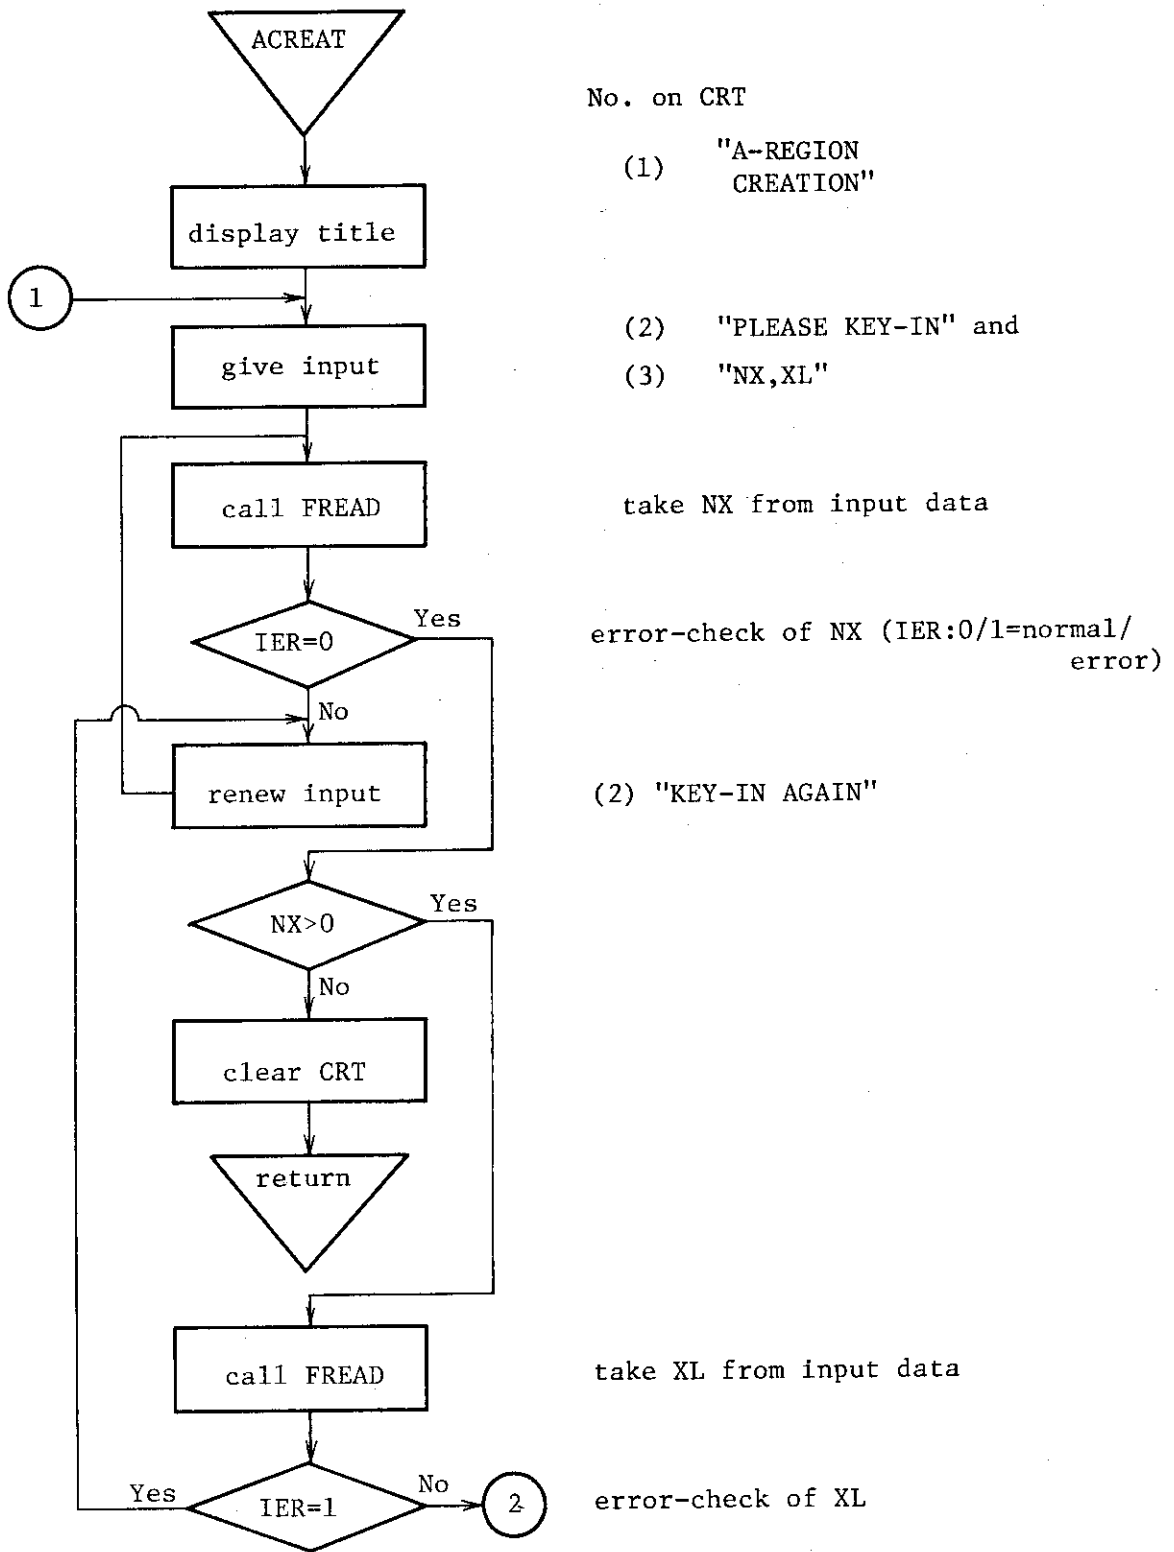 ACREAT
No. on CRT
(1) "A-REGION
CREATION"
display title
1
(2) "PLEASE KEY-IN" and
give input
(3) "NX,XL"
call FREAD
take NX from input data
IER=0
Yes
error-check of NX (IER:0/1=normal/
error)
No
renew input
(2) "KEY-IN AGAIN"
NX>0
Yes
No
clear CRT
return
call FREAD
take XL from input data
Yes
IER=1
No
2
error-check of XL